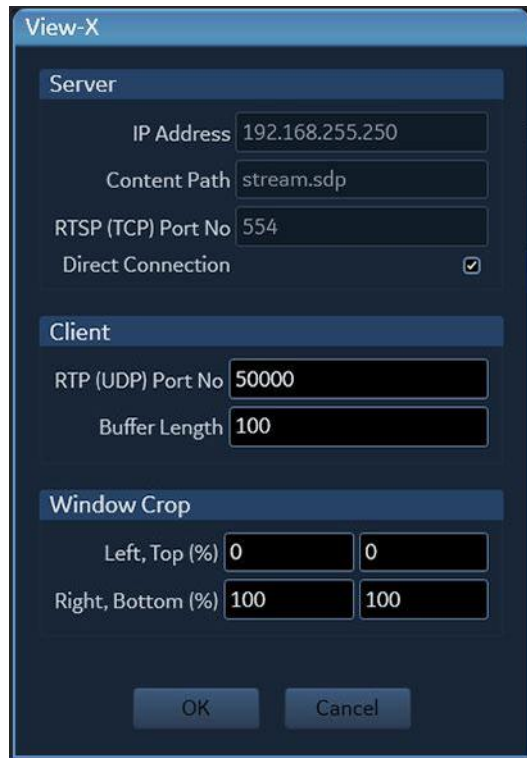 View-X
Server
IP Address 192.168.255.250
Content Path stream.sdp
RTSP (TCP) Port No 554
Direct Connection
Client
RTP (UDP) Port No 50000
Buffer Length 100
Window Crop
Left, Top (%) 0 0
Right, Bottom (%) 100 100
OK Cancel